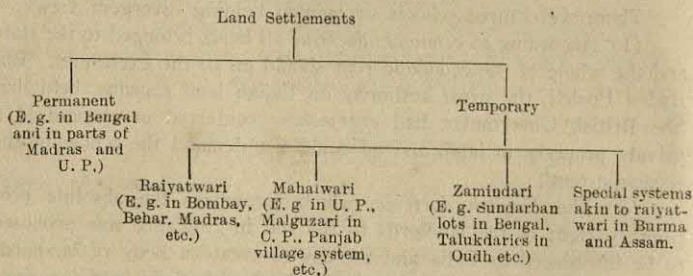 Land Settlements
Permanent
(E. g. in Bengal
and in parts of
Madras and
U. P.)
Temporary
Raiyatwari
(E. g. in Bombay,
Behar, Madras,
etc.)
Mahalwari
(E. g in U. P.,
Malguzari in
C. P., Panjab
village system,
etc,)
Zamindari
(E. g. Sundarban
lots in Bengal.
Talukdaries in
Oudh etc.)
Special systems
akin to raiyat-
wari in Burma
and Assam.